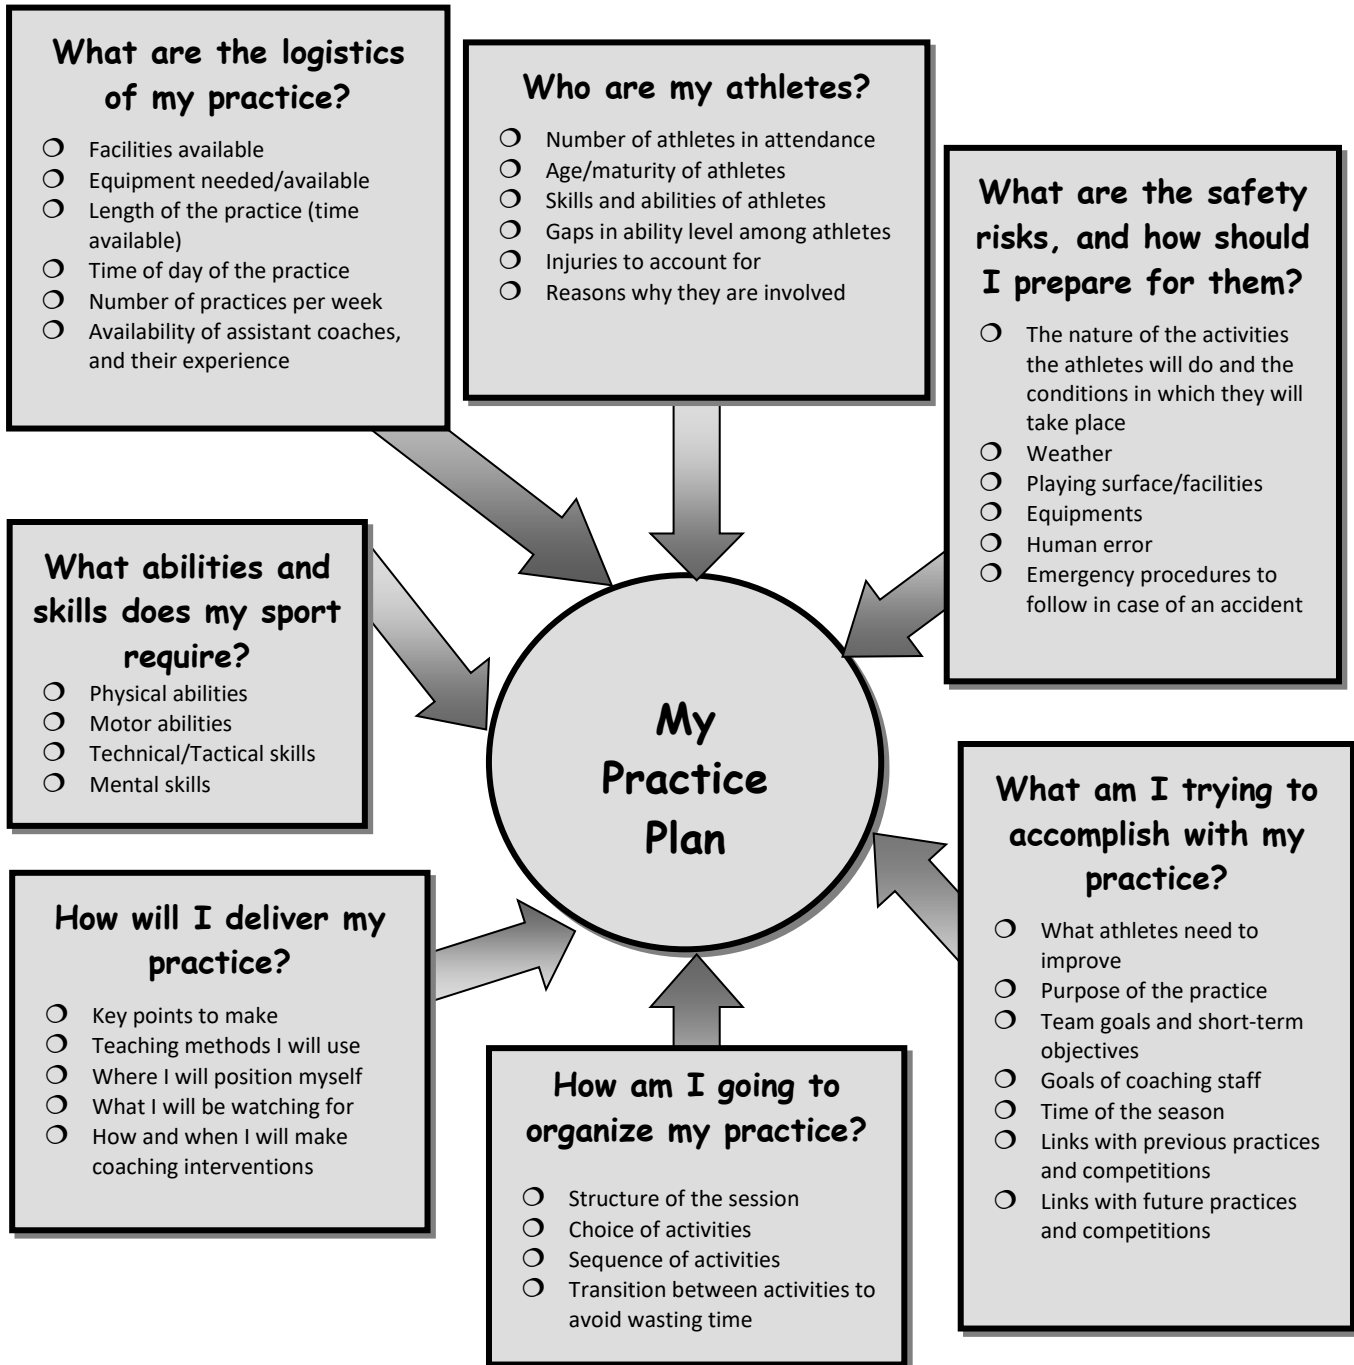 What are the logistics
of my practice?
❍ Facilities available
❍ Equipment needed/available
❍ Length of the practice (time
available)
❍ Time of day of the practice
❍ Number of practices per week
❍ Availability of assistant coaches,
and their experience
Who are my athletes?
❍ Number of athletes in attendance
❍ Age/maturity of athletes
❍ Skills and abilities of athletes
❍ Gaps in ability level among athletes
❍ Injuries to account for
❍ Reasons why they are involved
What are the safety
risks, and how should
I prepare for them?
❍ The nature of the activities
the athletes will do and the
conditions in which they will
take place
❍ Weather
❍ Playing surface/facilities
❍ Equipments
❍ Human error
❍ Emergency procedures to
follow in case of an accident
What abilities and
skills does my sport
require?
❍ Physical abilities
❍ Motor abilities
❍ Technical/Tactical skills
❍ Mental skills
My
Practice
Plan
What am I trying to
accomplish with my
practice?
❍ What athletes need to
improve
❍ Purpose of the practice
❍ Team goals and short-term
objectives
❍ Goals of coaching staff
❍ Time of the season
❍ Links with previous practices
and competitions
❍ Links with future practices
and competitions
How will I deliver my
practice?
❍ Key points to make
❍ Teaching methods I will use
❍ Where I will position myself
❍ What I will be watching for
❍ How and when I will make
coaching interventions
How am I going to
organize my practice?
❍ Structure of the session
❍ Choice of activities
❍ Sequence of activities
❍ Transition between activities to
avoid wasting time